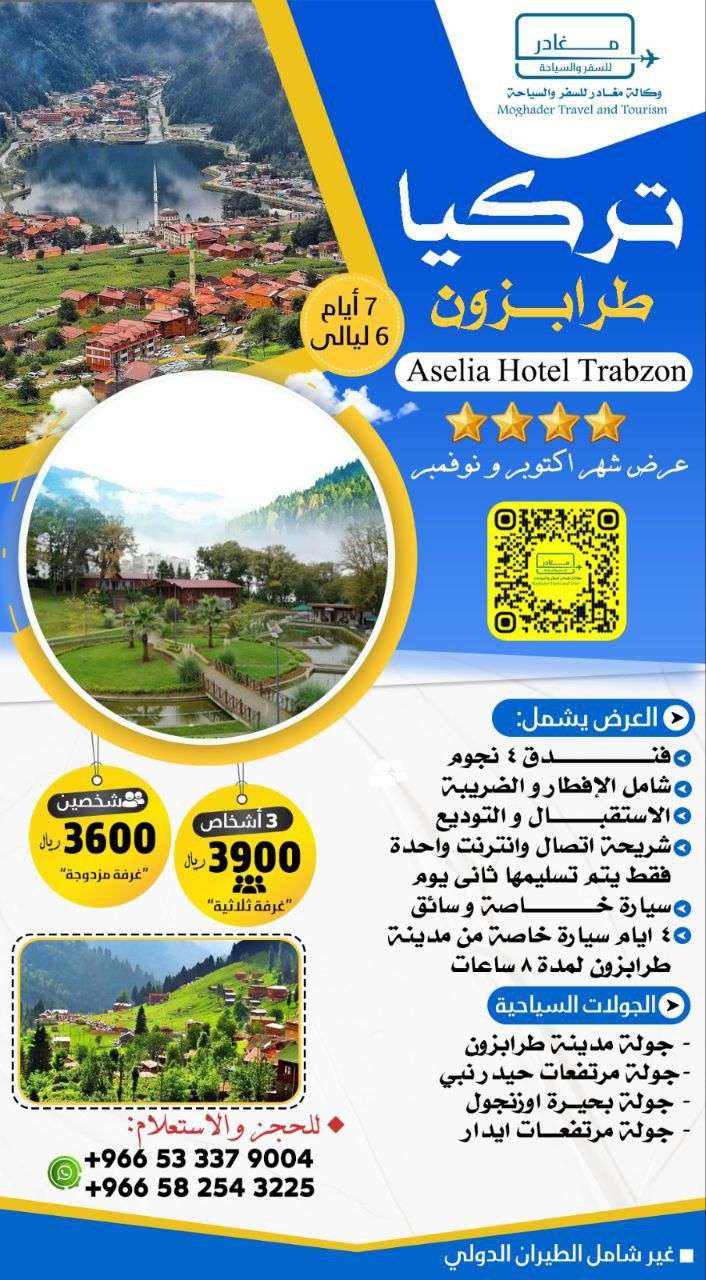 مغادر
للسفر والسياحة
وكالة مغادر للسفر والسياحة
Moghader Travel and Tourism
تركيا
طرابزون
7 أيام
6 ليالى
Aselia Hotel Trabzon
عرض شهر اكتوبر و نوفمبر
مغادر
العرض يشمل:
فندق ٤ نجوم
شامل الإفطار و الضريبة
الاستقبال و التوديع
شريحة اتصال وانترنت واحدة
فقط يتم تسليمها ثانى يوم
سيارة خاصة و سائق
٤ ايام سيارة خاصة من مدينة
طرابزون لمدة ٨ ساعات
شخصين
3600 ريال
"غرفة مزدوجة"
3 أشخاص
3900 ريال
"غرفة ثلاثية"
الجولات السياحية
- جولة مدينة طرابزون
- جولة مرتفعات حيدر نبي
- جولة بحيرة اوزنجول
- جولة مرتفعات ايدار
للحجز والاستعلام:
+966 53 337 9004
+966 58 254 3225
غير شامل الطيران الدولي